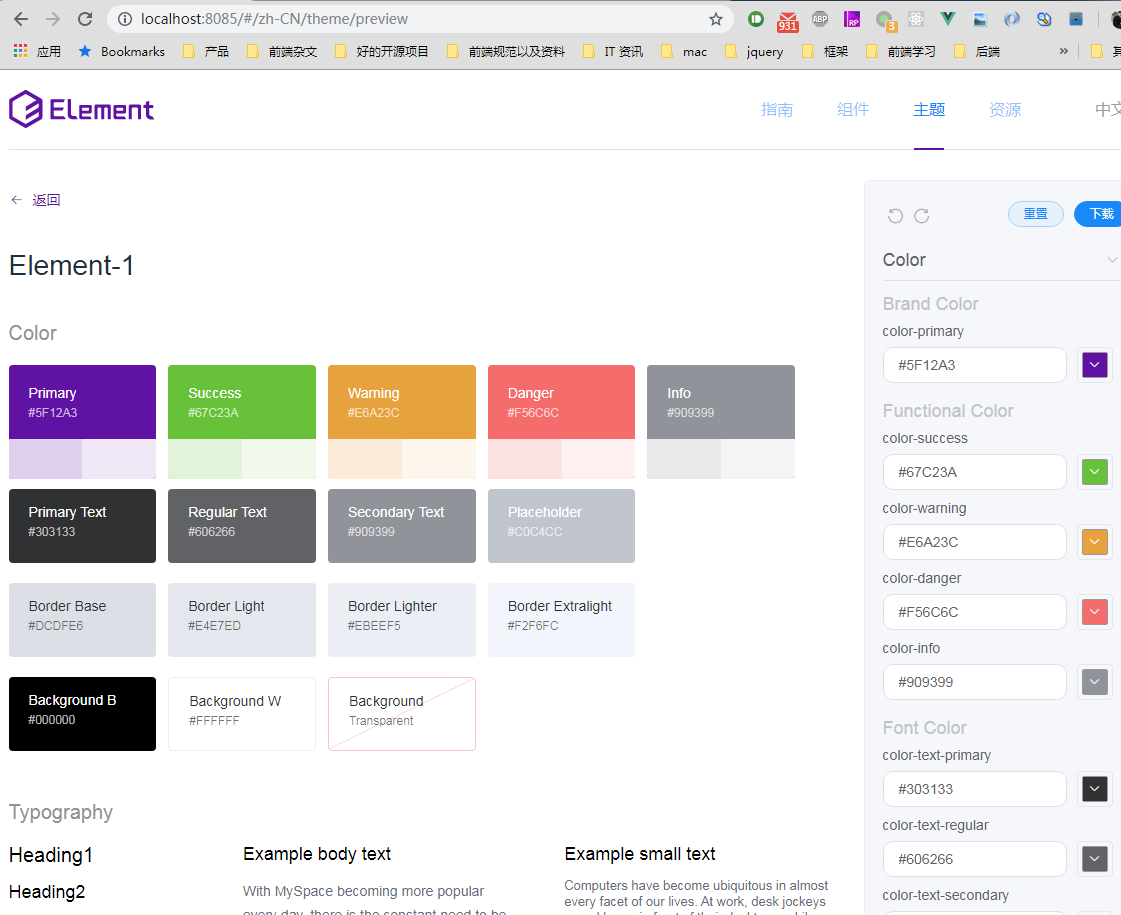 localhost:8085/#/zh-CN/theme/preview
931
ABP
RP
3
应用 Bookmarks 产品 前端杂文 好的开源项目 前端规范以及资料 IT 资讯 mac jquery 框架 前端学习 后端 »
Element
指南 组件 主题 资源
← 返回
重置 下载
Element-1
Color
Color
Brand Color
color-primary
#5F12A3
Functional Color
color-success
#67C23A
color-warning
#E6A23C
color-danger
#F56C6C
color-info
#909399
Font Color
color-text-primary
#303133
color-text-regular
#606266
color-text-secondary
Primary
#5F12A3
Success
#67C23A
Warning
#E6A23C
Danger
#F56C6C
Info
#909399
Primary Text
#303133
Regular Text
#606266
Secondary Text
#909399
Placeholder
#C0C4CC
Border Base
#DCDFE6
Border Light
#E4E7ED
Border Lighter
#EBEEF5
Border Extralight
#F2F6FC
Background B
#000000
Background W
#FFFFFF
Background
Transparent
Typography
Heading1
Heading2
Example body text
With MySpace becoming more popular
every day, there is the constant need to be
Example small text
Computers have become ubiquitous in almost
every facet of our lives. At work, desk jockeys